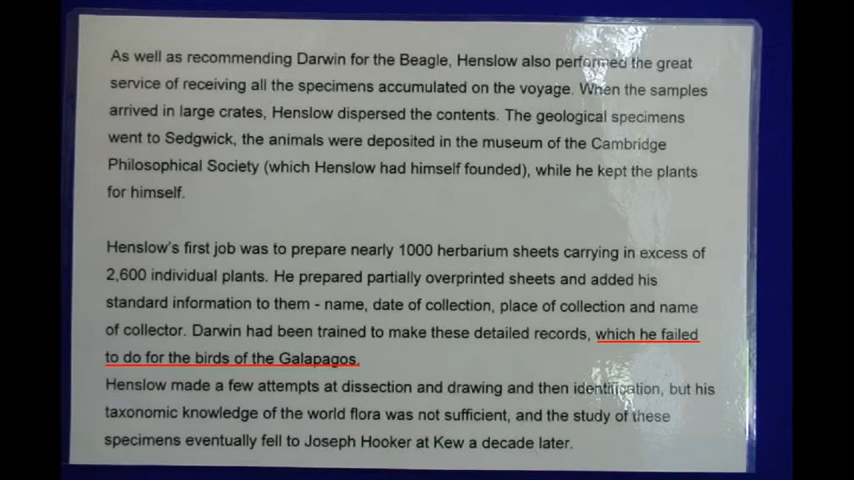 As well as recommending Darwin for the Beagle, Henslow also performed the great
service of receiving all the specimens accumulated on the voyage. When the samples
arrived in large crates, Henslow dispersed the contents. The geological specimens
went to Sedgwick, the animals were deposited in the museum of the Cambridge
Philosophical Society (which Henslow had himself founded), while he kept the plants
for himself.
Henslow's first job was to prepare nearly 1000 herbarium sheets carrying in excess of
2,600 individual plants. He prepared partially overprinted sheets and added his
standard information to them - name, date of collection, place of collection and name
of collector. Darwin had been trained to make these detailed records, which he failed
to do for the birds of the Galapagos.
Henslow made a few attempts at dissection and drawing and then identification, but his
taxonomic knowledge of the world flora was not sufficient, and the study of these
specimens eventually fell to Joseph Hooker at Kew a decade later.